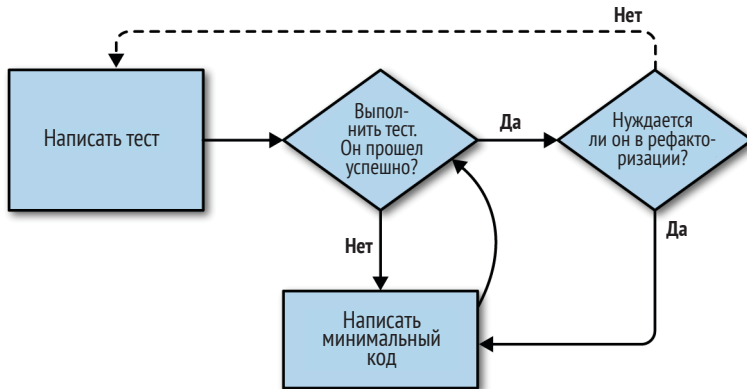 Нет
Написать тест
Выпол-
нить тест.
Он прошел
успешно?
Да
Нуждается
ли он в рефакто-
ризации?
Нет
Да
Написать
минимальный
код